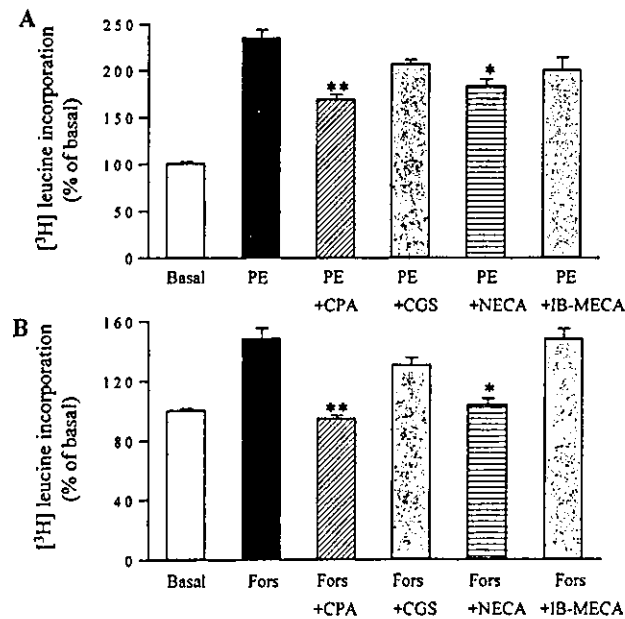 A
[³H] leucine incorporation
(% of basal)
250
200
150
100
50
0
**
*
Basal PE PE PE PE PE
+CPA +CGS +NECA +IB-MECA
B
[³H] leucine incorporation
(% of basal)
160
120
80
40
0
**
*
Basal Fors Fors Fors Fors Fors
+CPA +CGS +NECA +IB-MECA